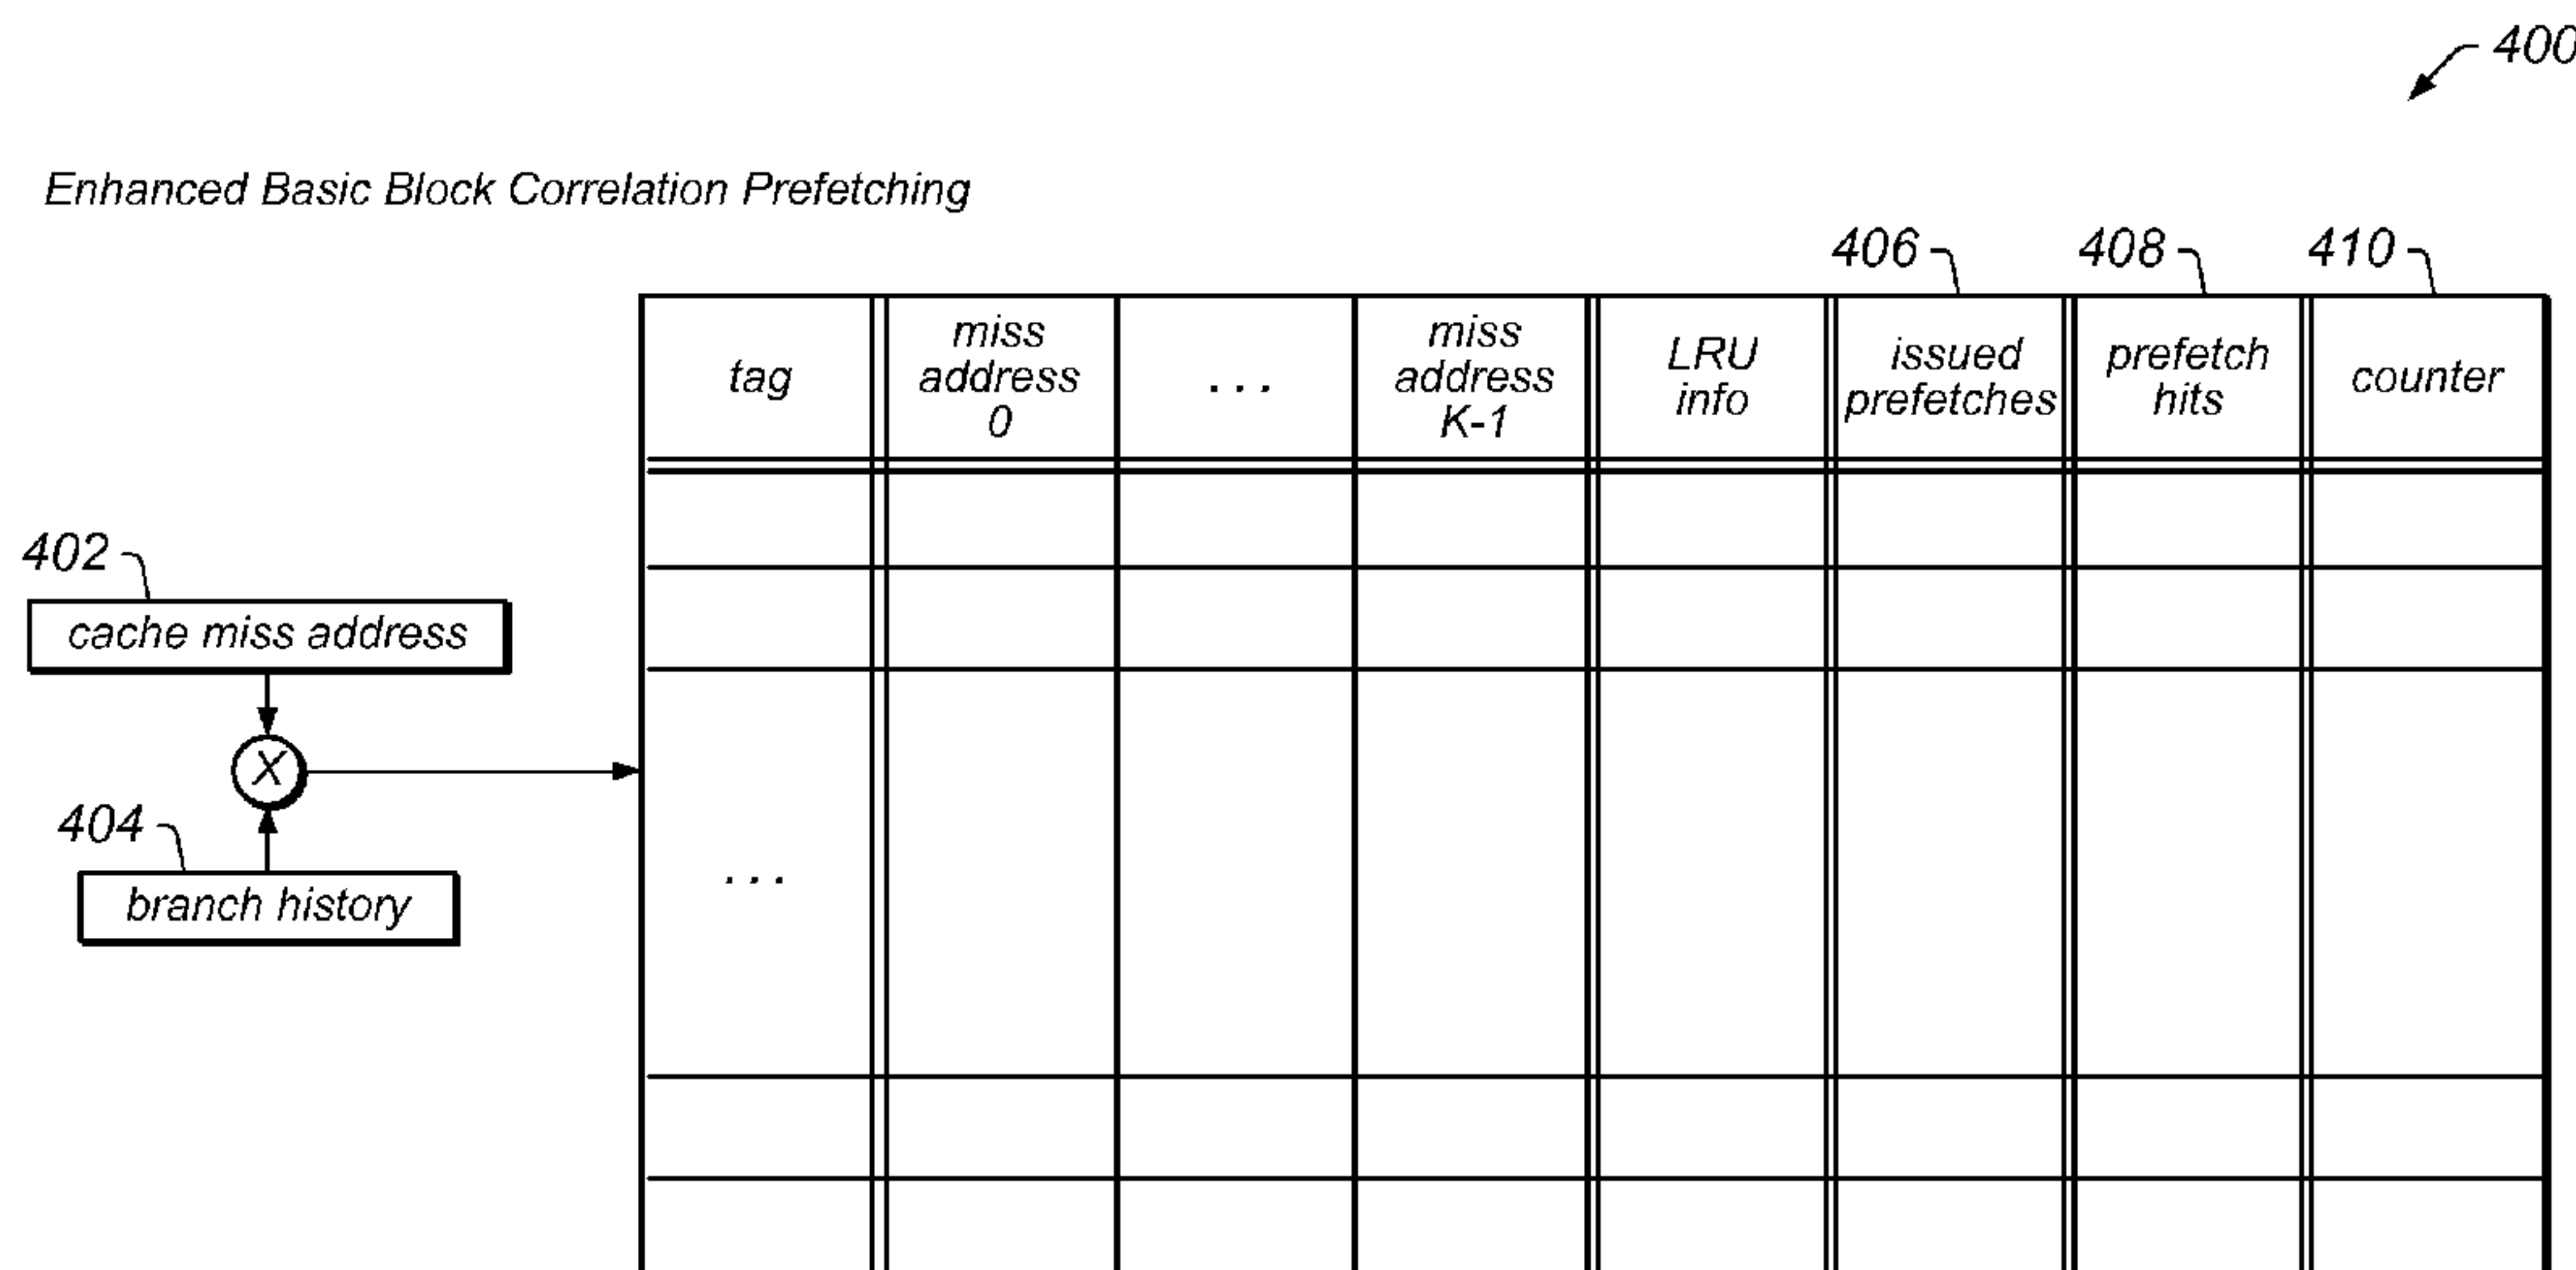 400
Enhanced Basic Block Correlation Prefetching
406
408
410
tag
miss
address
0
...
miss
address
K-1
LRU
info
issued
prefetches
prefetch
hits
counter
402
cache miss address
X
404
branch history
...